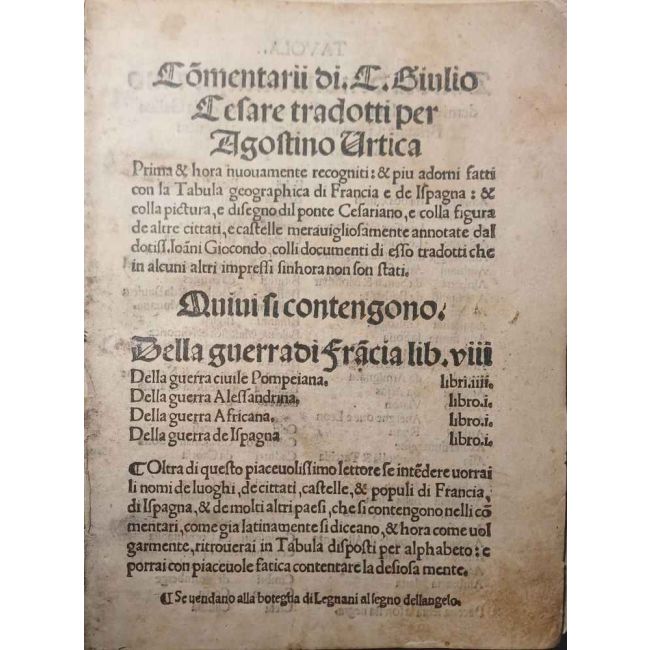 TAVOLA.
Cōmentarii di. C. Giulio
Cesare tradotti per
Agostino Urtica
Prima & hora nuouamente recogniti: & piu adorni fatti
con la Tabula geographica di Francia e de Iſpagna: &
colla pictura, e diſegno dil ponte Ceſariano, e colla figura
de altre cittati, e caſtelle merauiglioſamente annotate dal
dotiſſ. Ioāni Giocondo, colli documenti di eſſo tradotti che
in alcuni altri impreſſi ſinhora non ſon ſtati.
Quiui ſi contengono.
Della guerra di Frācia lib. viii
Della guerra ciuile Pompeiana. libri.iiii.
Della guerra Aleſſandrina, libro.i.
Della guerra Africana. libro.i.
Della guerra de Iſpagna libro.i.
¶ Oltra di queſto piaceuoliſſimo lettore ſe intēdere uorrai
li nomi de luoghi, de cittati, caſtelle, & populi di Francia,
di Iſpagna, & de molti altri paeſi, che ſi contengono nelli cō
mentari, come gia latinamente ſi diceano, & hora come uol
garmente, ritrouerai in Tabula diſpoſti per alphabeto: e
porrai con piaceuole fatica contentare la deſioſa mente.
¶ Se uendano alla botegha di Legnani al ſegno dellangelo.